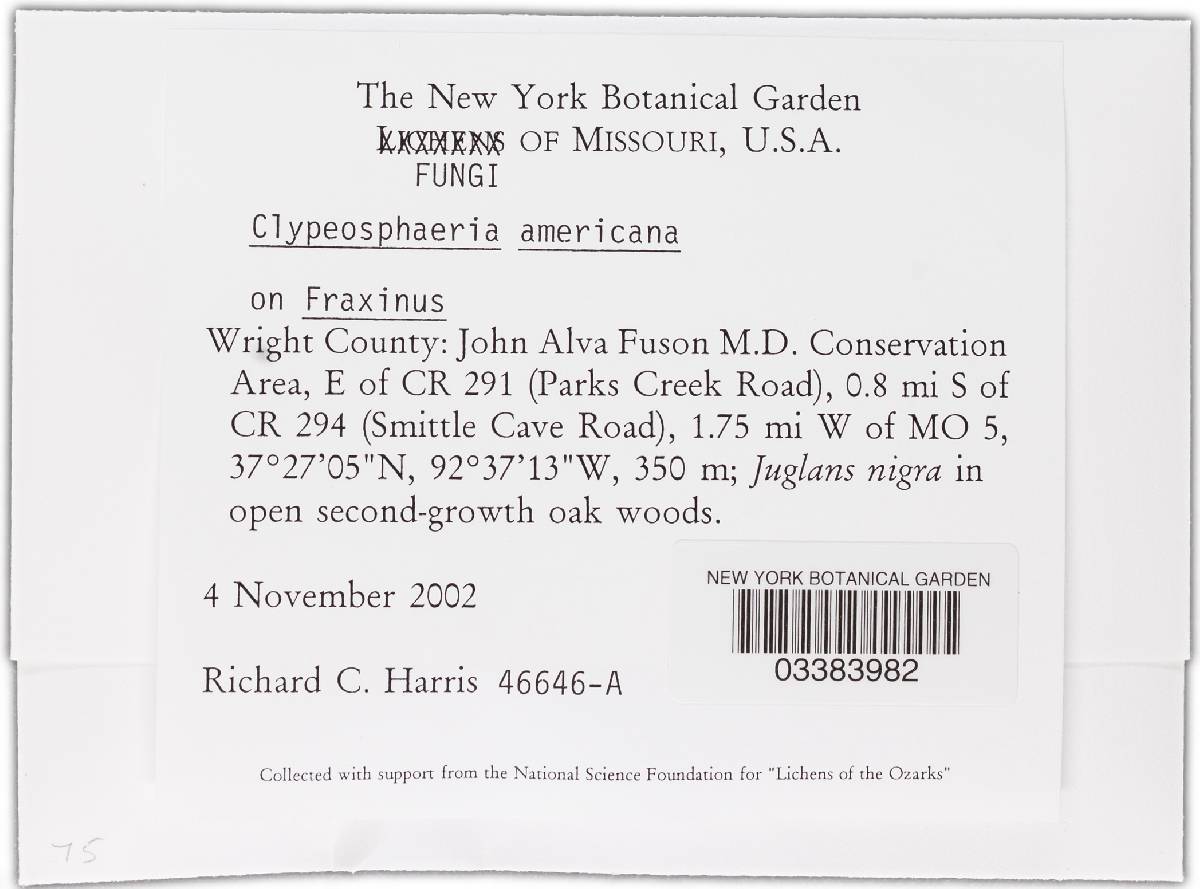 The New York Botanical Garden
LICHENS OF MISSOURI, U.S.A.
FUNGI
Clypeosphaeria americana
on Fraxinus
Wright County: John Alva Fuson M.D. Conservation
Area, E of CR 291 (Parks Creek Road), 0.8 mi S of
CR 294 (Smittle Cave Road), 1.75 mi W of MO 5,
37°27'05"N, 92°37'13"W, 350 m; Juglans nigra in
open second-growth oak woods.
4 November 2002
NEW YORK BOTANICAL GARDEN
03383982
Richard C. Harris 46646-A
Collected with support from the National Science Foundation for "Lichens of the Ozarks"
75